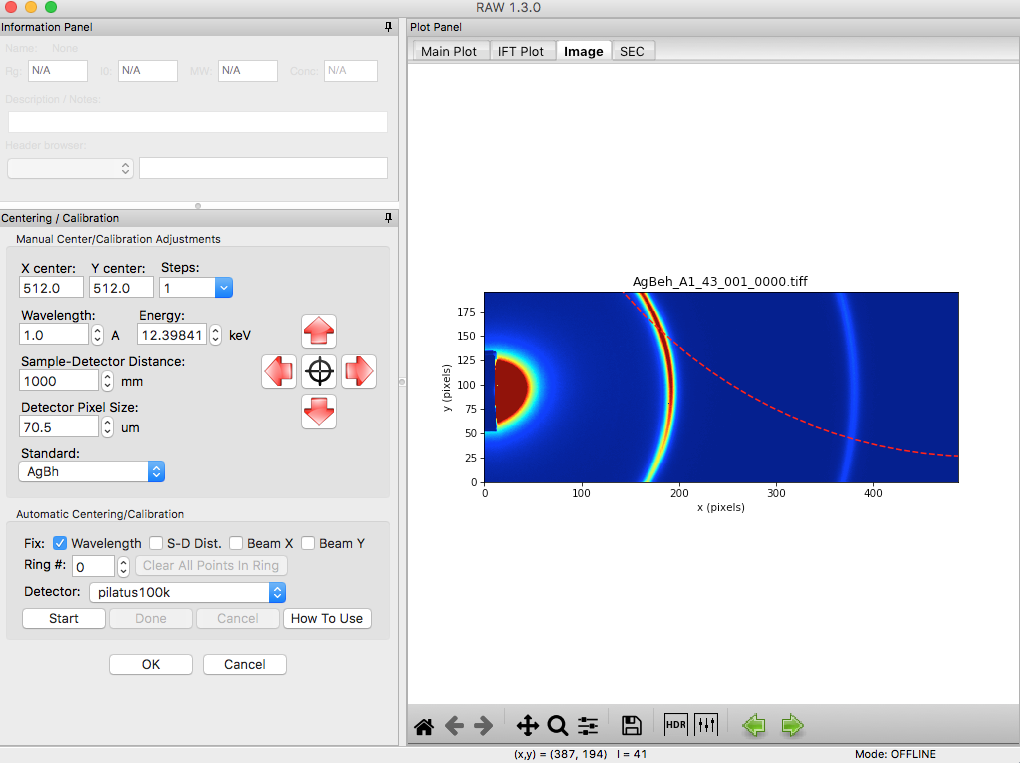 RAW 1.3.0
Information Panel
Name: None
Rg: N/A I0: N/A MW: N/A Conc: N/A
Description / Notes:
Header browser:
Centering / Calibration
Manual Center/Calibration Adjustments
X center: Y center: Steps:
512.0 512.0 1
Wavelength: Energy:
1.0 A 12.39841 keV
Sample-Detector Distance:
1000 mm
Detector Pixel Size:
70.5 um
Standard:
AgBh
Automatic Centering/Calibration
Fix: Wavelength S-D Dist. Beam X Beam Y
Ring #: 0 Clear All Points In Ring
Detector: pilatus100k
Start Done Cancel How To Use
OK Cancel
Plot Panel
Main Plot IFT Plot Image SEC
AgBeh_A1_43_001_0000.tiff
175
150
125
100
75
50
25
0
y (pixels)
0 100 200 300 400
x (pixels)
HDR
(x,y) = (387, 194) I = 41
Mode: OFFLINE